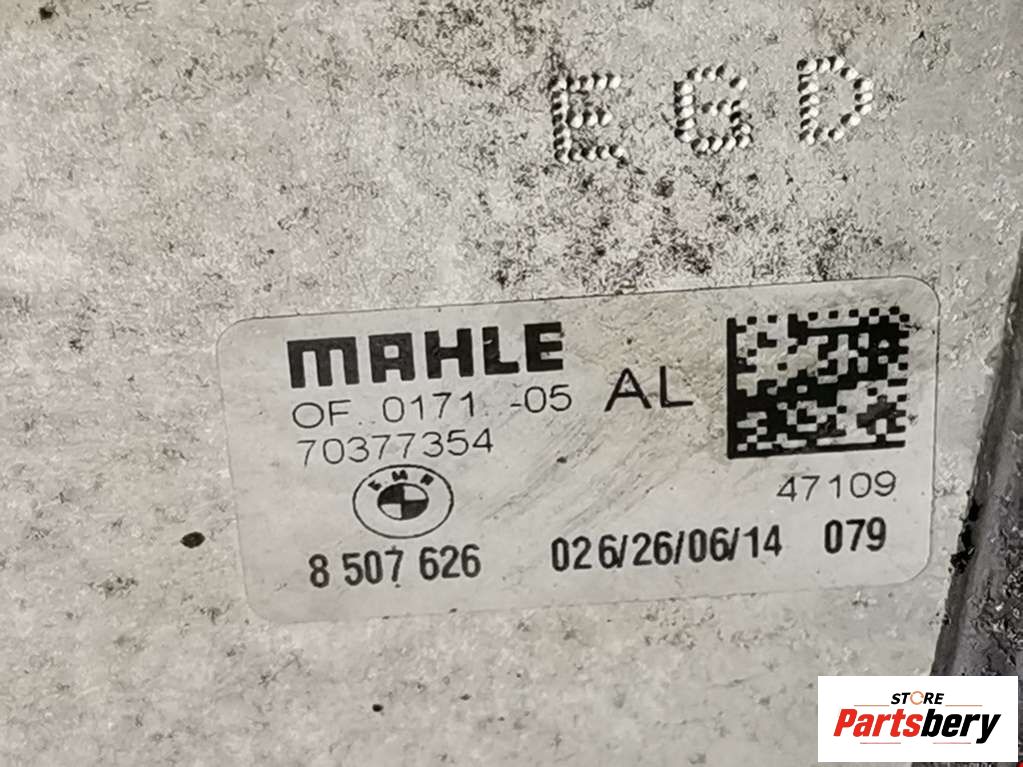 EGD
MAHLE
OF..0171..-05 AL
70377354
BMW
47109
8 507 626 026/26/06/14 079
STORE
Partsbery